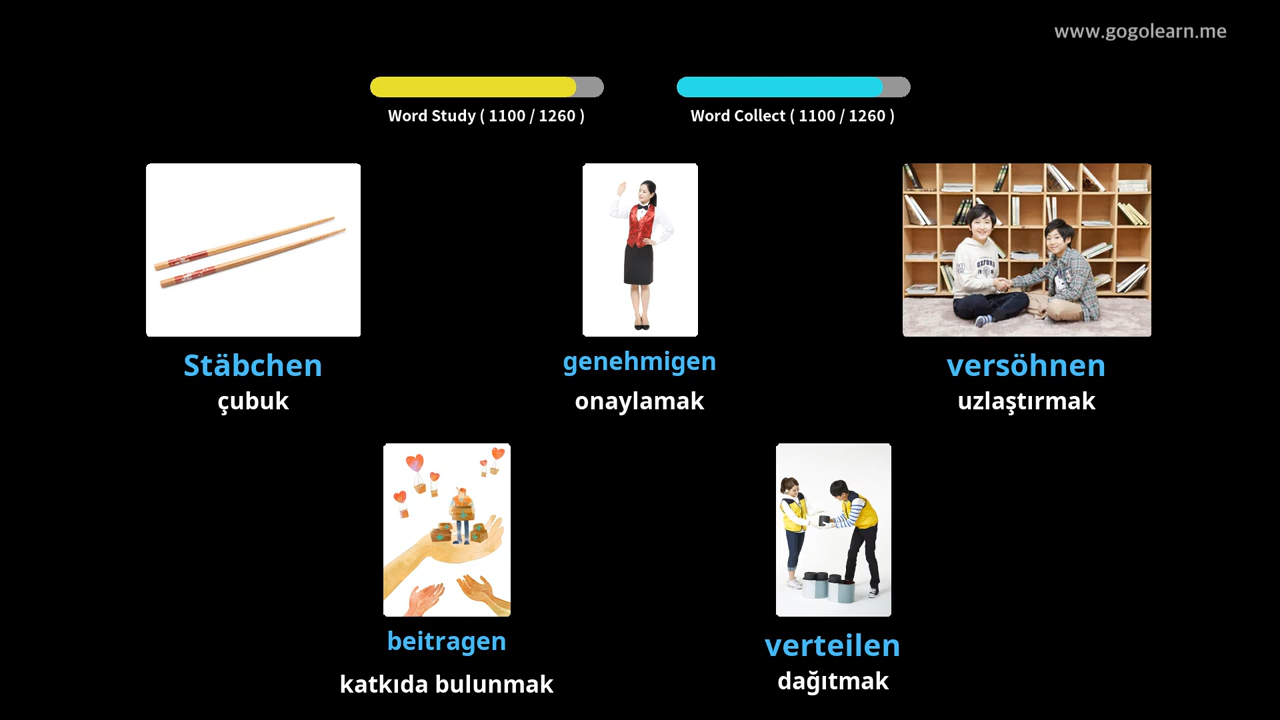 www.gogolearn.me
Word Study ( 1100 / 1260 )
Word Collect ( 1100 / 1260 )
Stäbchen
çubuk
genehmigen
onaylamak
versöhnen
uzlaştırmak
beitragen
katkıda bulunmak
verteilen
dağıtmak